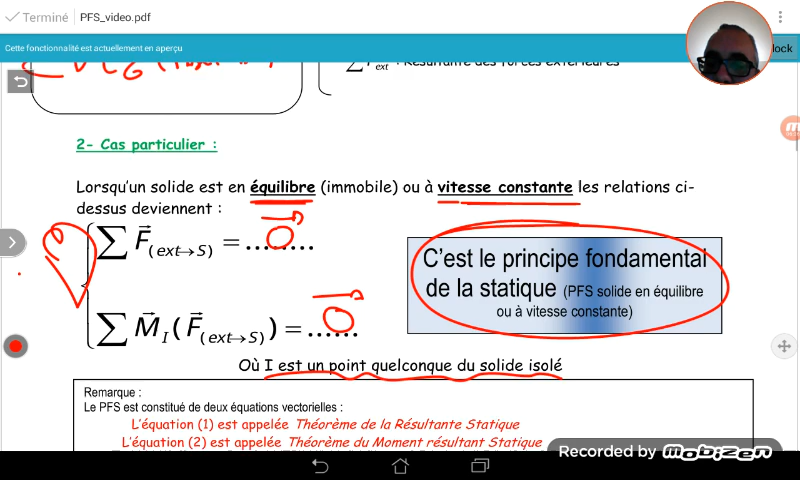 Terminé PFS_video.pdf
Cette fonctionnalité est actuellement en aperçu
lock
ext : Résultante des forces extérieures
2- Cas particulier :
Lorsqu'un solide est en équilibre (immobile) ou à vitesse constante les relations ci-
dessus deviennent :
∑ F⃗(ext→S) = ...0⃗....
C'est le principe fondamental
de la statique (PFS solide en équilibre
ou à vitesse constante)
∑ M⃗I(F⃗(ext→S)) = ...0⃗...
Où I est un point quelconque du solide isolé
Remarque :
Le PFS est constitué de deux équations vectorielles :
L'équation (1) est appelée Théorème de la Résultante Statique
L'équation (2) est appelée Théorème du Moment résultant Statique
Recorded by MOBIZEN